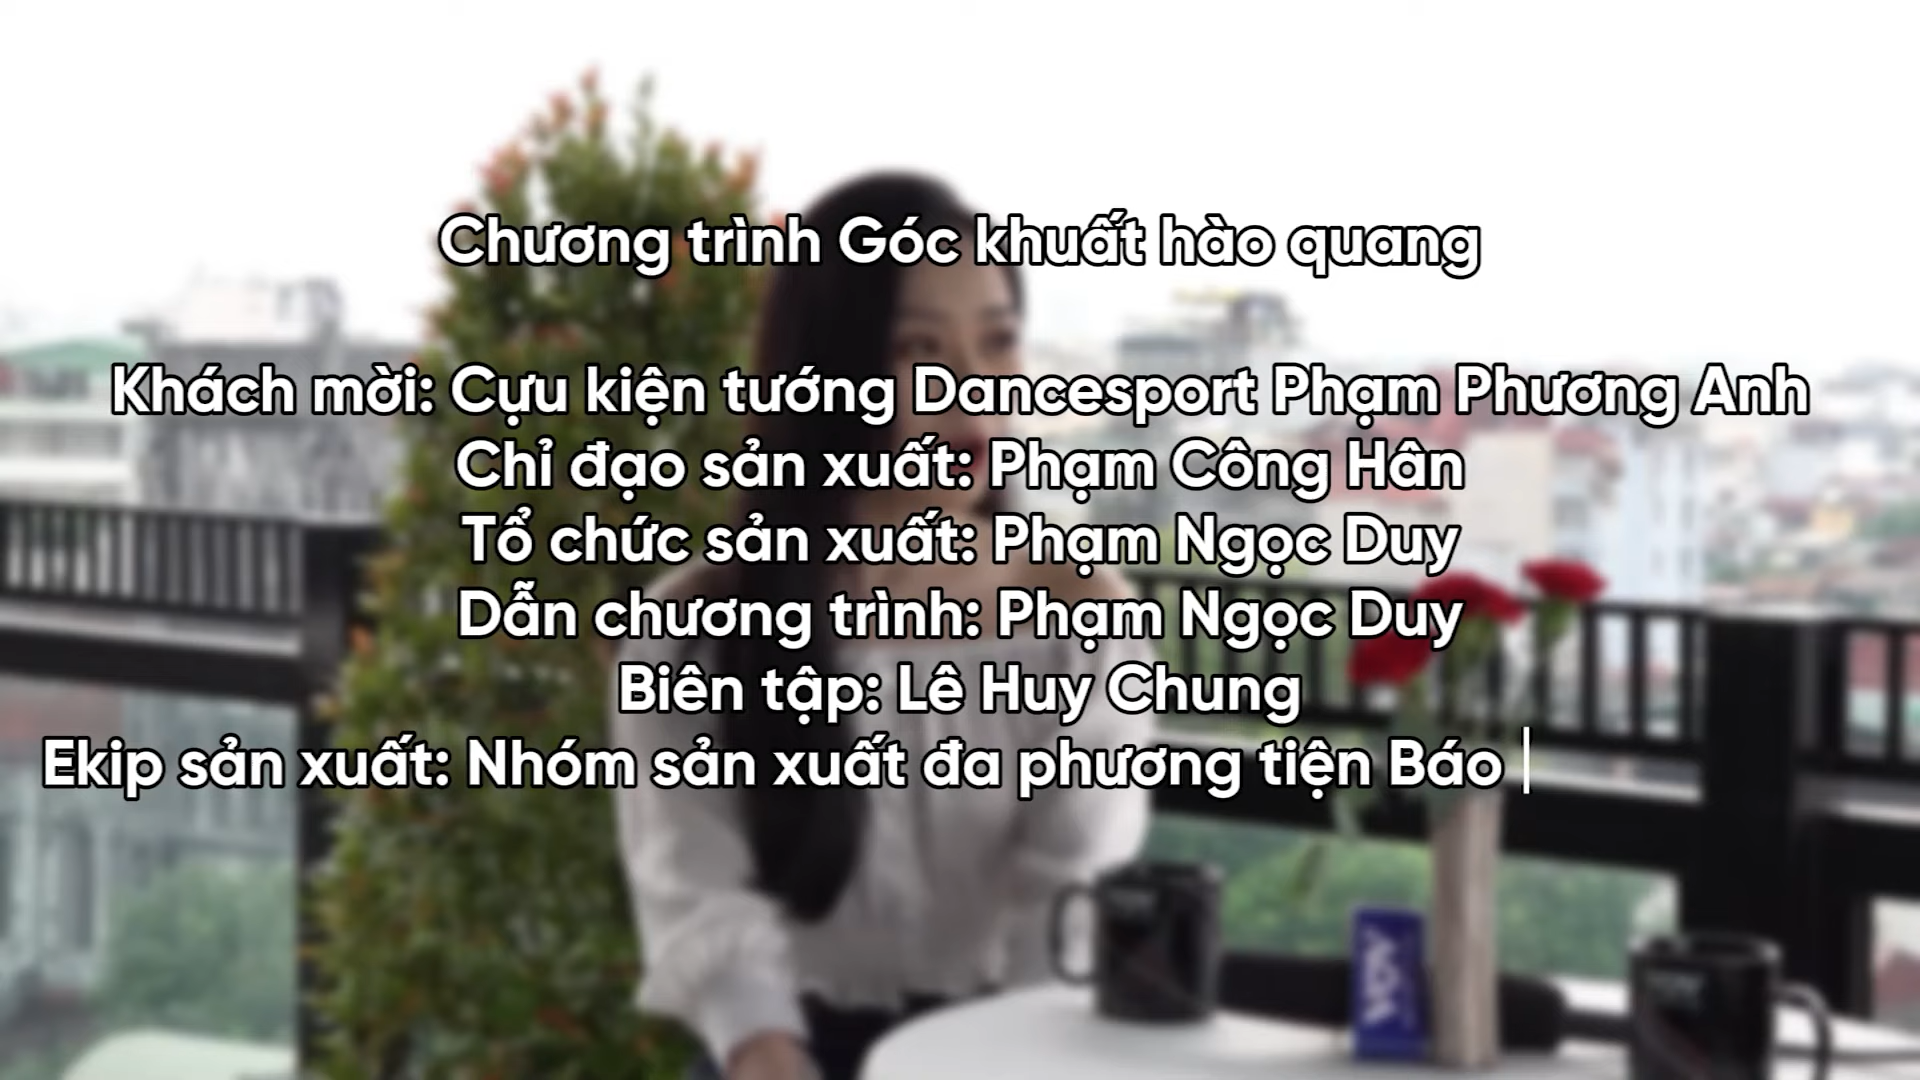 Chương trình Góc khuất hào quang
Khách mời: Cựu kiện tướng Dancesport Phạm Phương Anh
Chỉ đạo sản xuất: Phạm Công Hân
Tổ chức sản xuất: Phạm Ngọc Duy
Dẫn chương trình: Phạm Ngọc Duy
Biên tập: Lê Huy Chung
Ekip sản xuất: Nhóm sản xuất đa phương tiện Báo
VOV